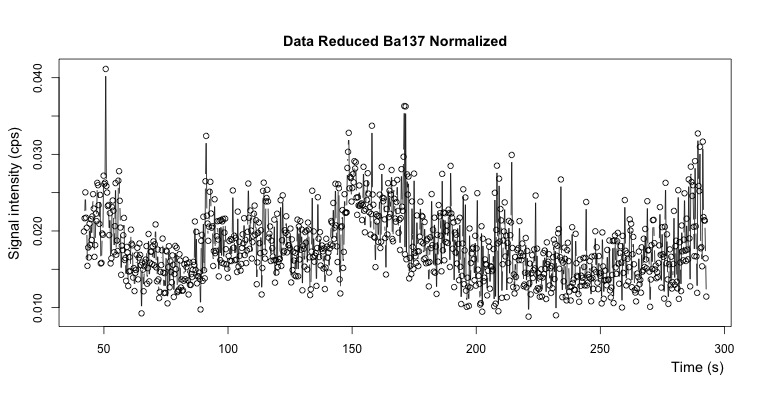 Data Reduced Ba137 Normalized
Signal intensity (cps)
0.040
0.030
0.020
0.010
50 100 150 200 250 300
Time (s)